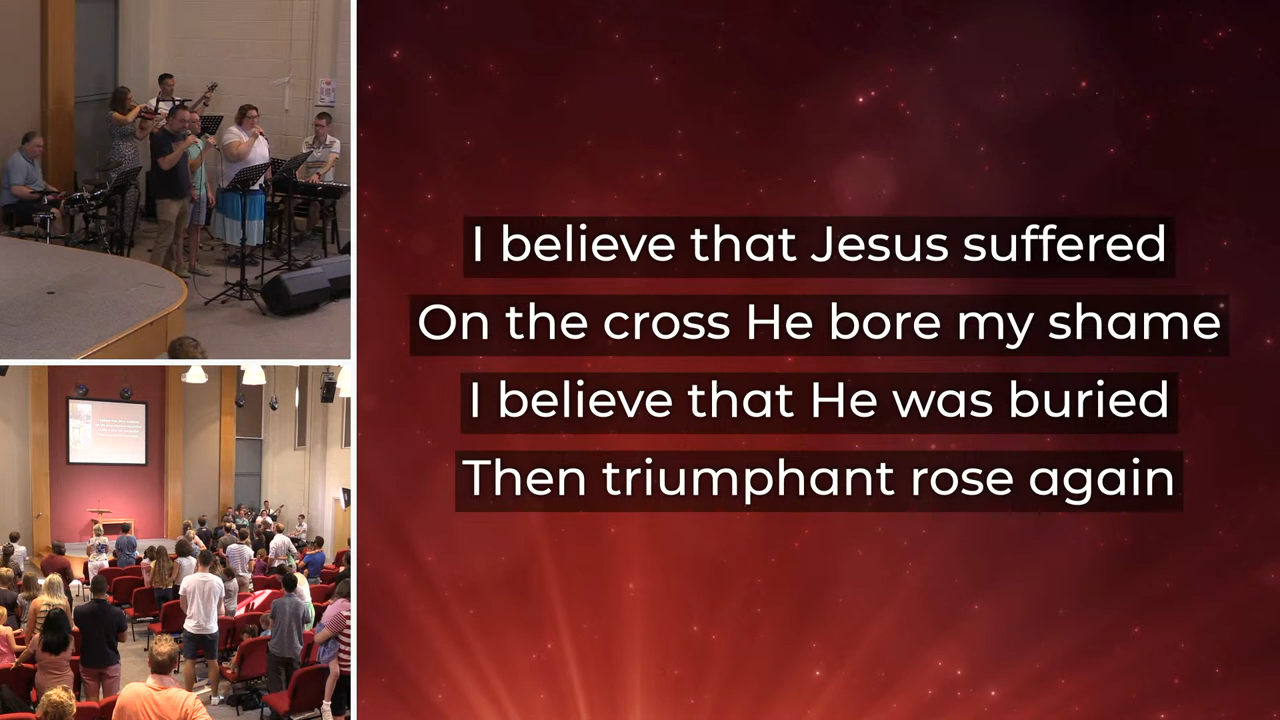 I believe that Jesus suffered
On the cross He bore my shame
I believe that He was buried
Then triumphant rose again